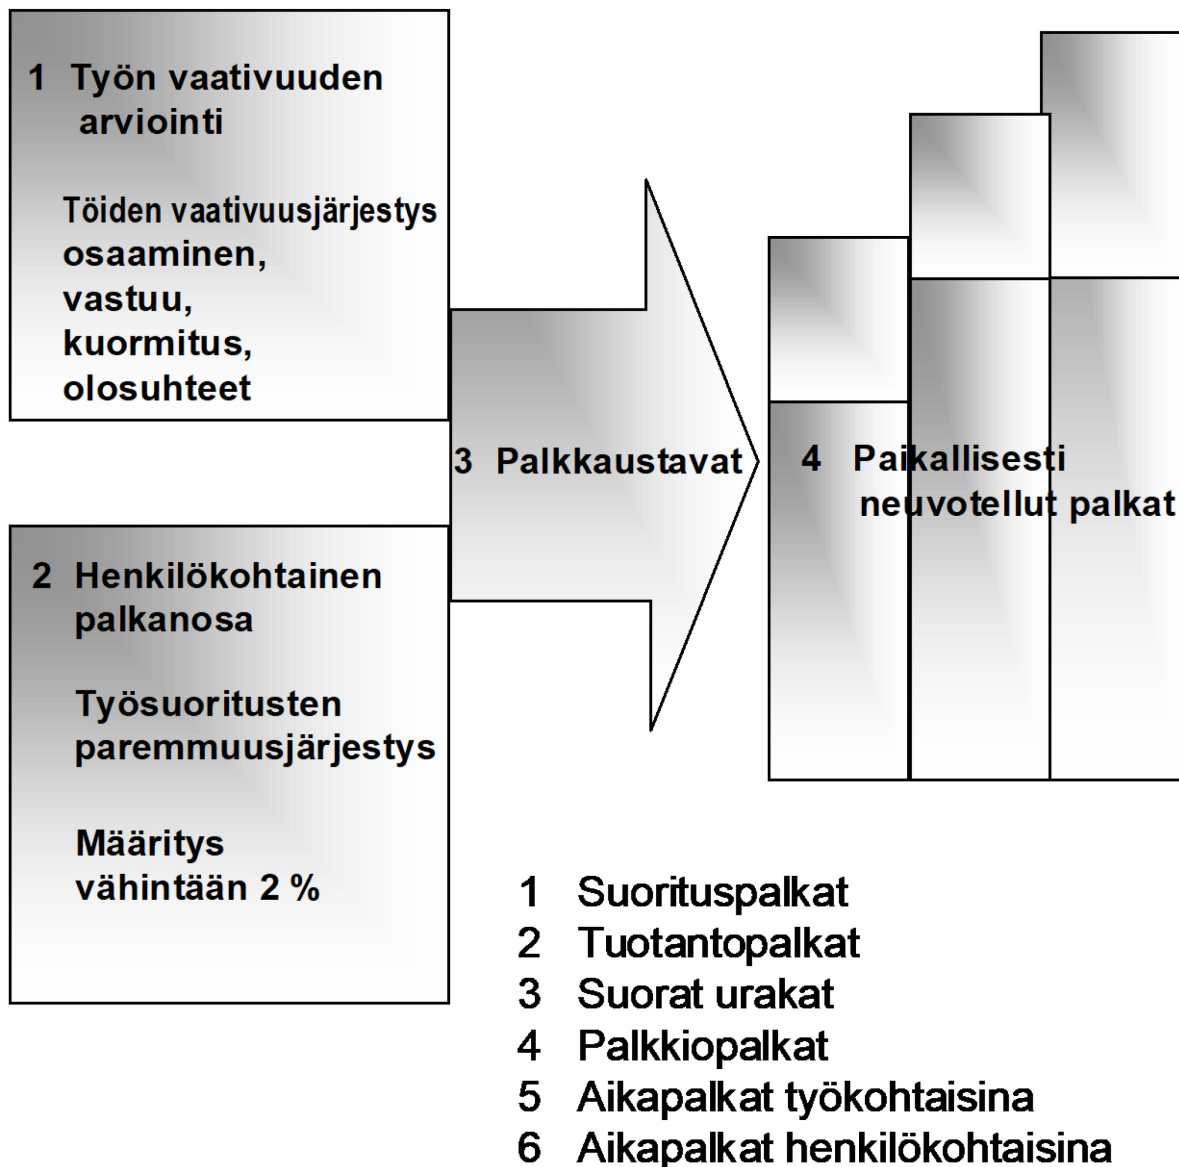 1 Työn vaativuuden
arviointi
Töiden vaativuusjärjestys
osaaminen,
vastuu,
kuormitus,
olosuhteet
2 Henkilökohtainen
palkanosa
Työsuoritusten
paremmuusjärjestys
Määritys
vähintään 2 %
3 Palkkaustavat
4 Paikallisesti
neuvotellut palkat
1 Suorituspalkat
2 Tuotantopalkat
3 Suorat urakat
4 Palkkiopalkat
5 Aikapalkat työkohtaisina
6 Aikapalkat henkilökohtaisina